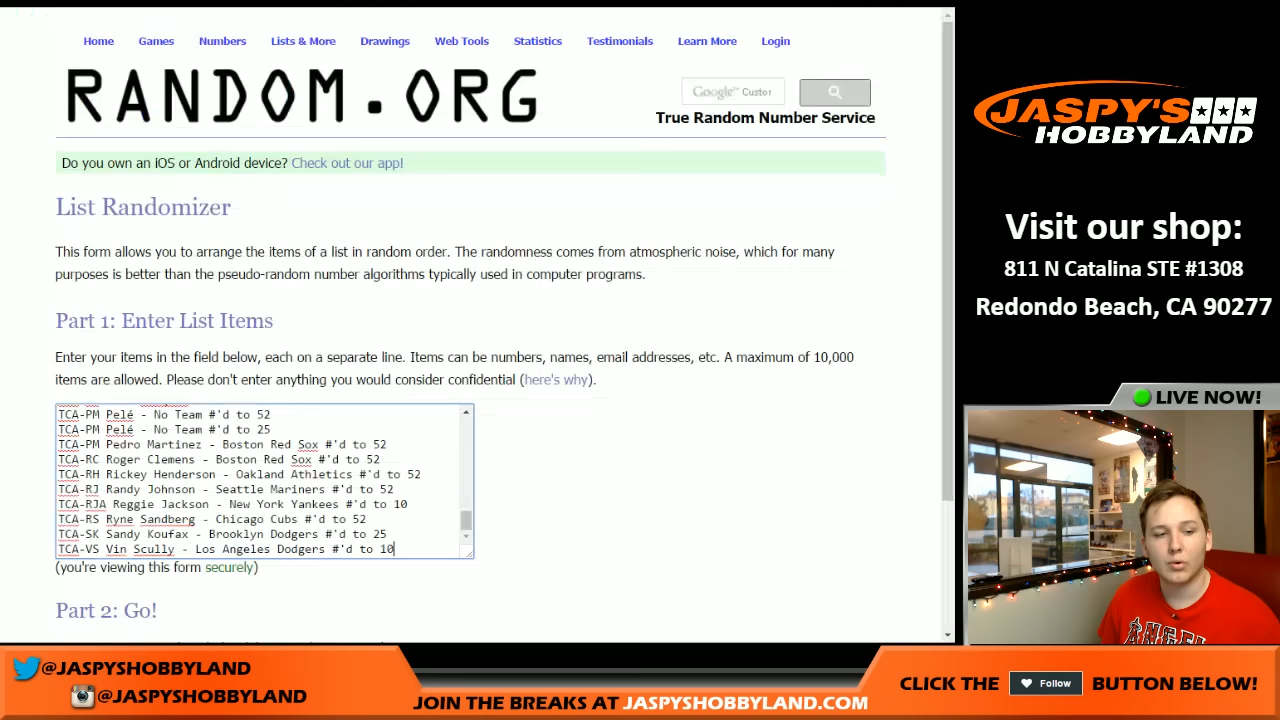 Home Games Numbers Lists & More Drawings Web Tools Statistics Testimonials Learn More Login
RANDOM.ORG
Google™ Custor
True Random Number Service
Do you own an iOS or Android device? Check out our app!
List Randomizer
This form allows you to arrange the items of a list in random order. The randomness comes from atmospheric noise, which for many
purposes is better than the pseudo-random number algorithms typically used in computer programs.
Part 1: Enter List Items
Enter your items in the field below, each on a separate line. Items can be numbers, names, email addresses, etc. A maximum of 10,000
items are allowed. Please don't enter anything you would consider confidential (here's why).
TCA-PM Pelé - No Team #'d to 52
TCA-PM Pelé - No Team #'d to 25
TCA-PM Pedro Martinez - Boston Red Sox #'d to 52
TCA-RC Roger Clemens - Boston Red Sox #'d to 52
TCA-RH Rickey Henderson - Oakland Athletics #'d to 52
TCA-RJ Randy Johnson - Seattle Mariners #'d to 52
TCA-RJA Reggie Jackson - New York Yankees #'d to 10
TCA-RS Ryne Sandberg - Chicago Cubs #'d to 52
TCA-SK Sandy Koufax - Brooklyn Dodgers #'d to 25
TCA-VS Vin Scully - Los Angeles Dodgers #'d to 10
(you're viewing this form securely)
Part 2: Go!
JASPY'S
HOBBYLAND
Visit our shop:
811 N Catalina STE #1308
Redondo Beach, CA 90277
LIVE NOW!
@JASPYSHOBBYLAND
@JASPYSHOBBYLAND
JOIN THE BREAKS AT JASPYSHOBBYLAND.COM
CLICK THE Follow BUTTON BELOW!